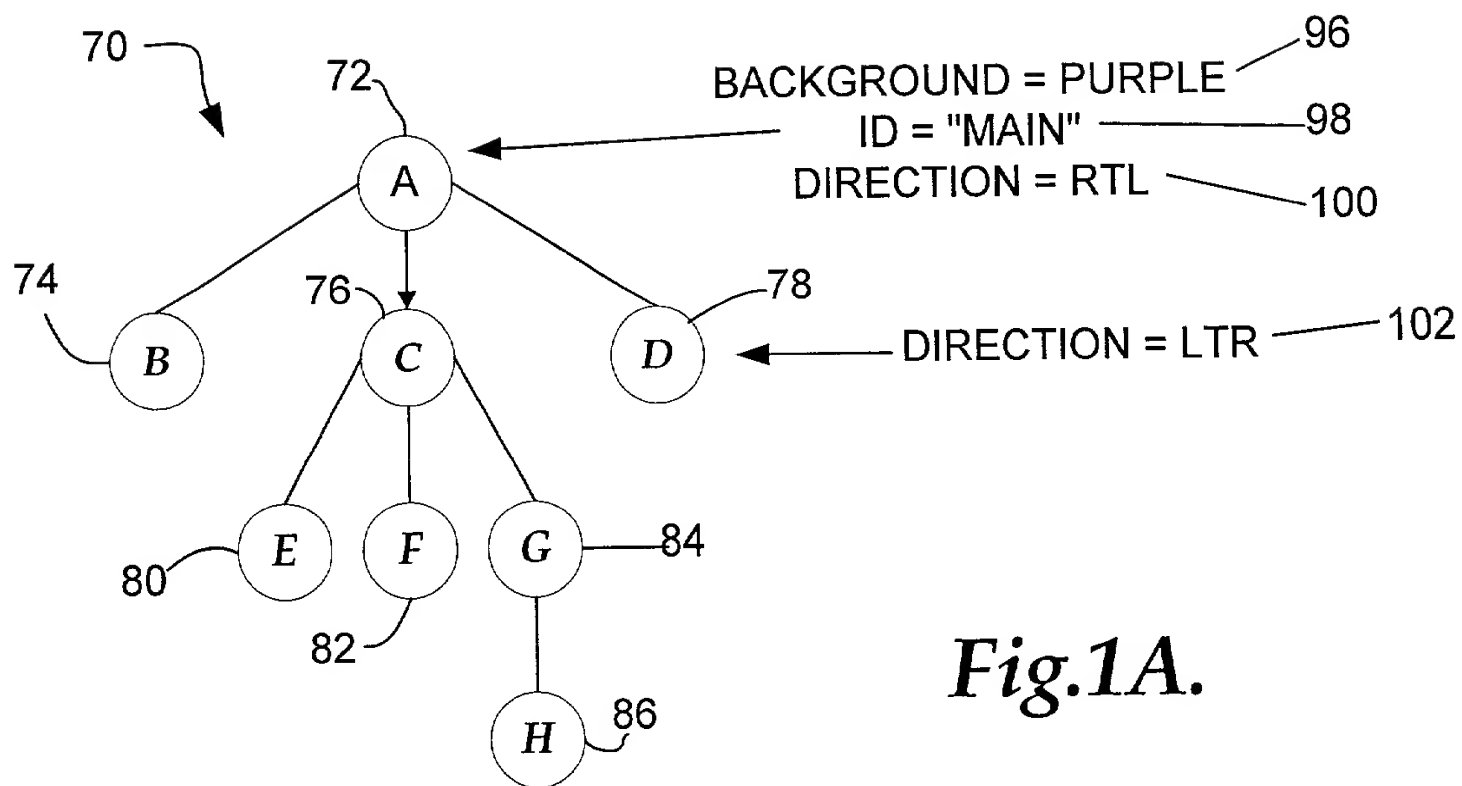 70
72
96
BACKGROUND = PURPLE
ID = "MAIN"
98
DIRECTION = RTL
100
A
74
76
78
102
B
C
D
DIRECTION = LTR
E
F
G
84
80
82
H
86
Fig.1A.